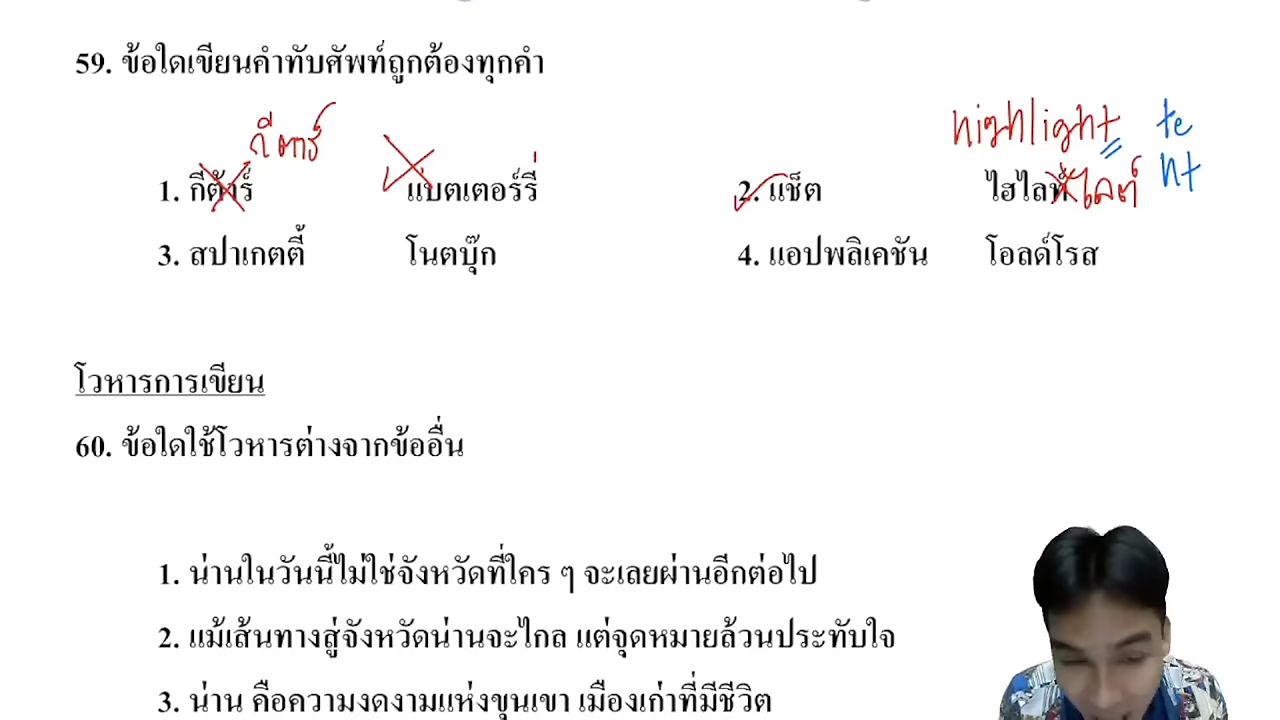 59. ข้อใดเขียนคำทับศัพท์ถูกต้องทุกคำ
กีตาร์
highlight te
nt
1. กีต้าร์ แบตเตอร์รี่ 2. แช็ต ไฮไลท์ ไลต์
3. สปาเกตตี้ โนตบุ๊ก 4. แอปพลิเคชัน โอลด์โรส
โวหารการเขียน
60. ข้อใดใช้โวหารต่างจากข้ออื่น
1. น่านในวันนี้ไม่ใช่จังหวัดที่ใคร ๆ จะเลยผ่านอีกต่อไป
2. แม้เส้นทางสู่จังหวัดน่านจะไกล แต่จุดหมายล้วนประทับใจ
3. น่าน คือความงดงามแห่งขุนเขา เมืองเก่าที่มีชีวิต